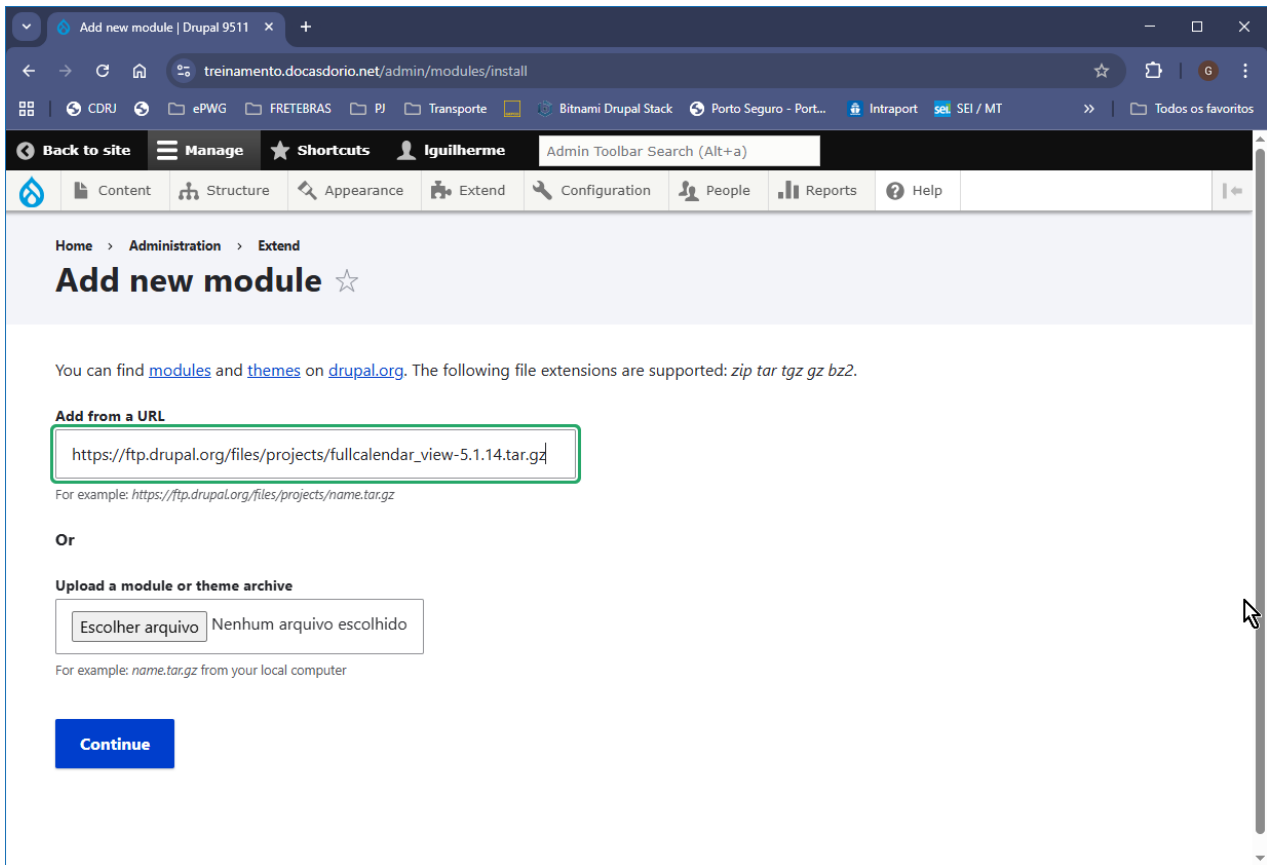 Add new module | Drupal 9511
treinamento.docasdorio.net/admin/modules/install
G
CDRJ ePWG FRETEBRAS PJ Transporte Bitnami Drupal Stack Porto Seguro - Port... Intraport sei. SEI / MT » Todos os favoritos
Back to site Manage Shortcuts lguilherme Admin Toolbar Search (Alt+a)
Content Structure Appearance Extend Configuration People Reports Help
Home › Administration › Extend
Add new module
You can find modules and themes on drupal.org. The following file extensions are supported: zip tar tgz gz bz2.
Add from a URL
https://ftp.drupal.org/files/projects/fullcalendar_view-5.1.14.tar.gz
For example: https://ftp.drupal.org/files/projects/name.tar.gz
Or
Upload a module or theme archive
Escolher arquivo Nenhum arquivo escolhido
For example: name.tar.gz from your local computer
Continue